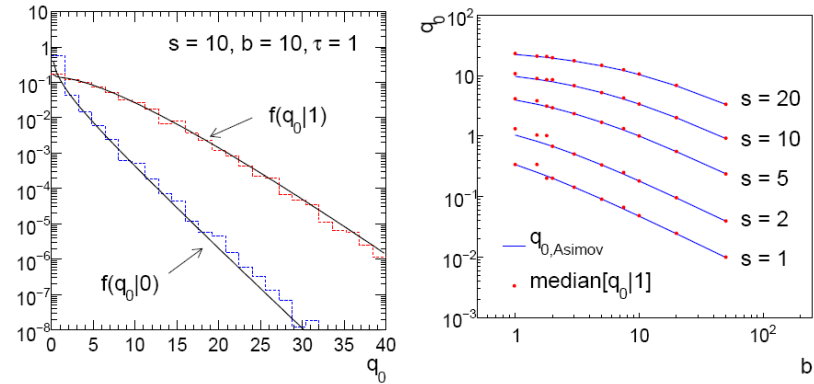 s = 10, b = 10, τ = 1
f(q₀|1)
f(q₀|0)
10
1
10⁻¹
10⁻²
10⁻³
10⁻⁴
10⁻⁵
10⁻⁶
10⁻⁷
10⁻⁸
0 5 10 15 20 25 30 35 40
q₀
q₀
10²
10
1
10⁻¹
10⁻²
10⁻³
s = 20
s = 10
s = 5
s = 2
s = 1
q₀,Asimov
median[q₀|1]
1 10 10²
b